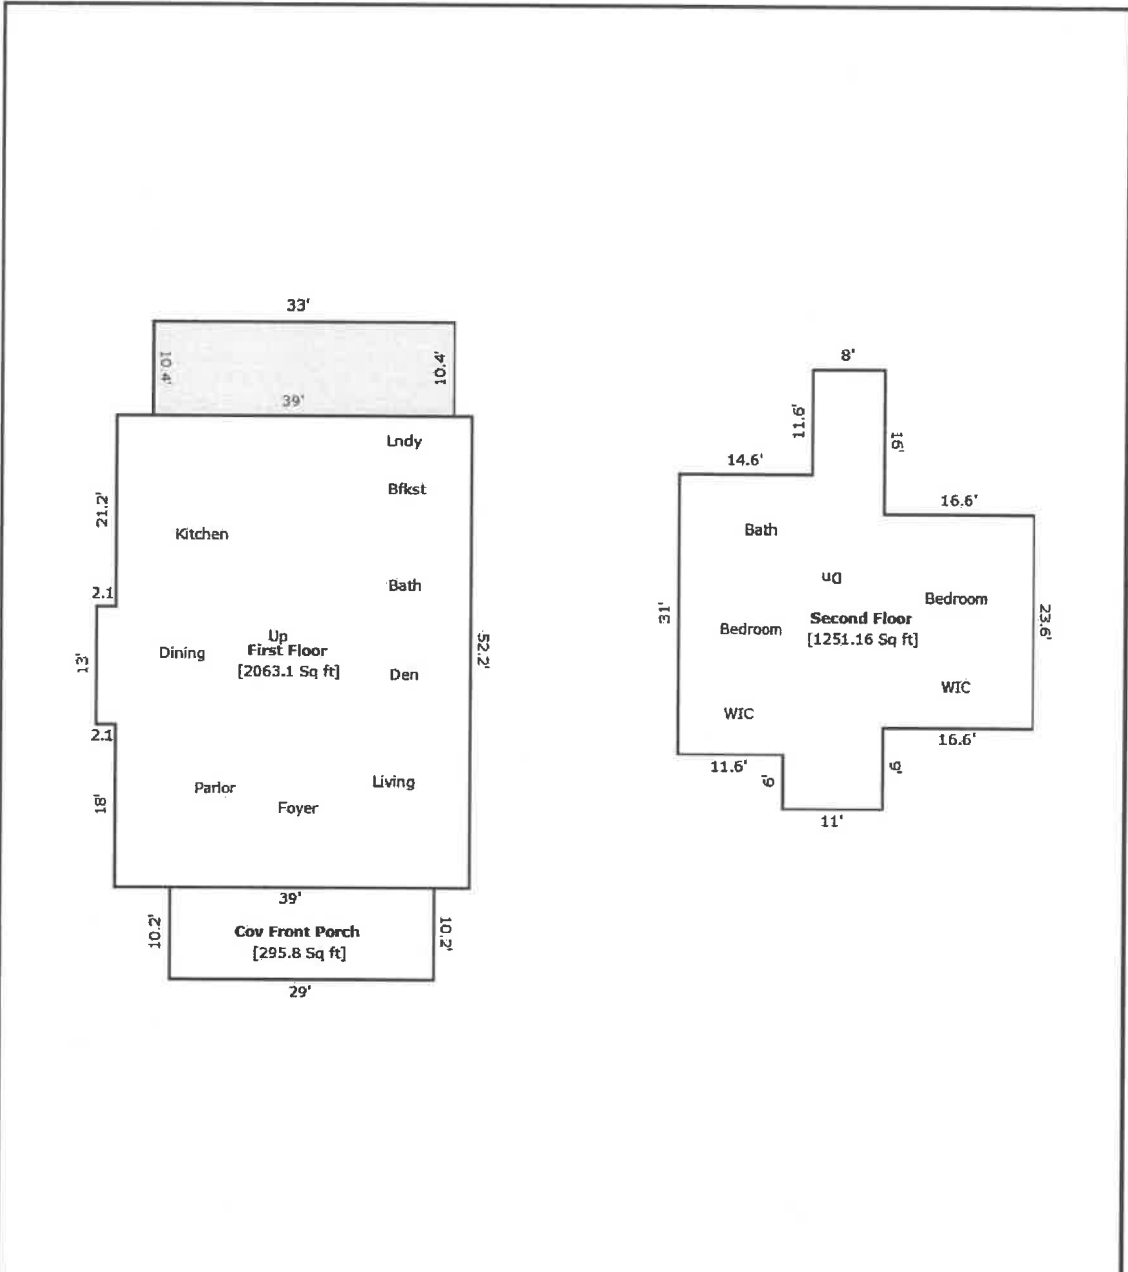 33'
10.4'
10.4'
39'
Lndy
Bfkst
21.2'
Kitchen
Bath
2.1
Up
First Floor
[2063.1 Sq ft]
Dining
13'
52.2'
Den
2.1
Living
Parlor
18'
Foyer
39'
10.2'
Cov Front Porch
10.2'
[295.8 Sq ft]
29'
8'
11.6'
16'
14.6'
16.6'
Bath
Dn
Bedroom
31'
Second Floor
23.6'
Bedroom
[1251.16 Sq ft]
WIC
WIC
16.6'
11.6'
6'
9'
11'